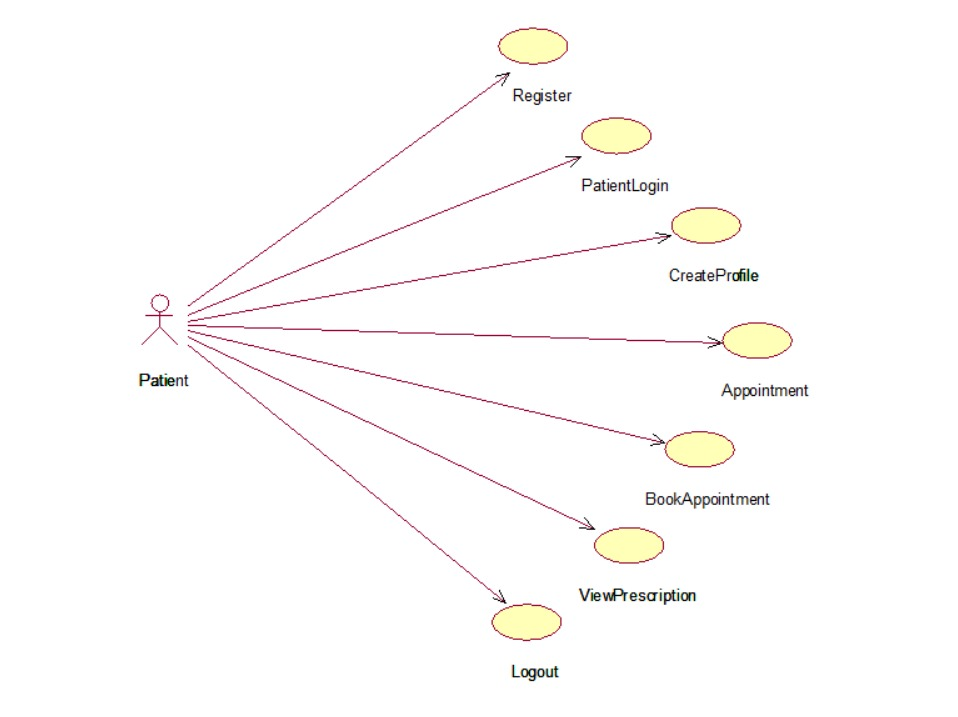 Register
PatientLogin
CreateProfile
Patient
Appointment
BookAppointment
ViewPrescription
Logout